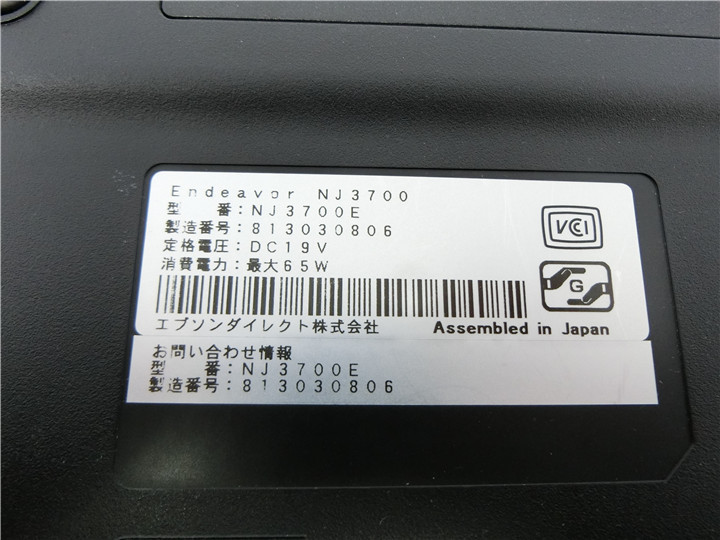 Endeavor NJ3700
型　　番：NJ3700E
製造番号：813030806
定格電圧：DC19V
消費電力：最大65W
VCCI
G
エプソンダイレクト株式会社 Assembled in Japan
お問い合わせ情報
型　　番：NJ3700E
製造番号：813030806